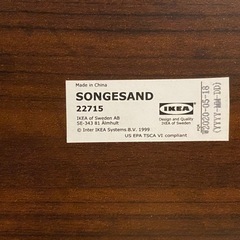 Made in China
SONGESAND
22715
IKEA of Sweden AB
SE-343 81 Älmhult
© Inter IKEA Systems B.V. 1999
US EPA TSCA VI compliant
IKEA
Design and Quality
IKEA of Sweden
W2020-05-18
(YYYY-MM-DD)